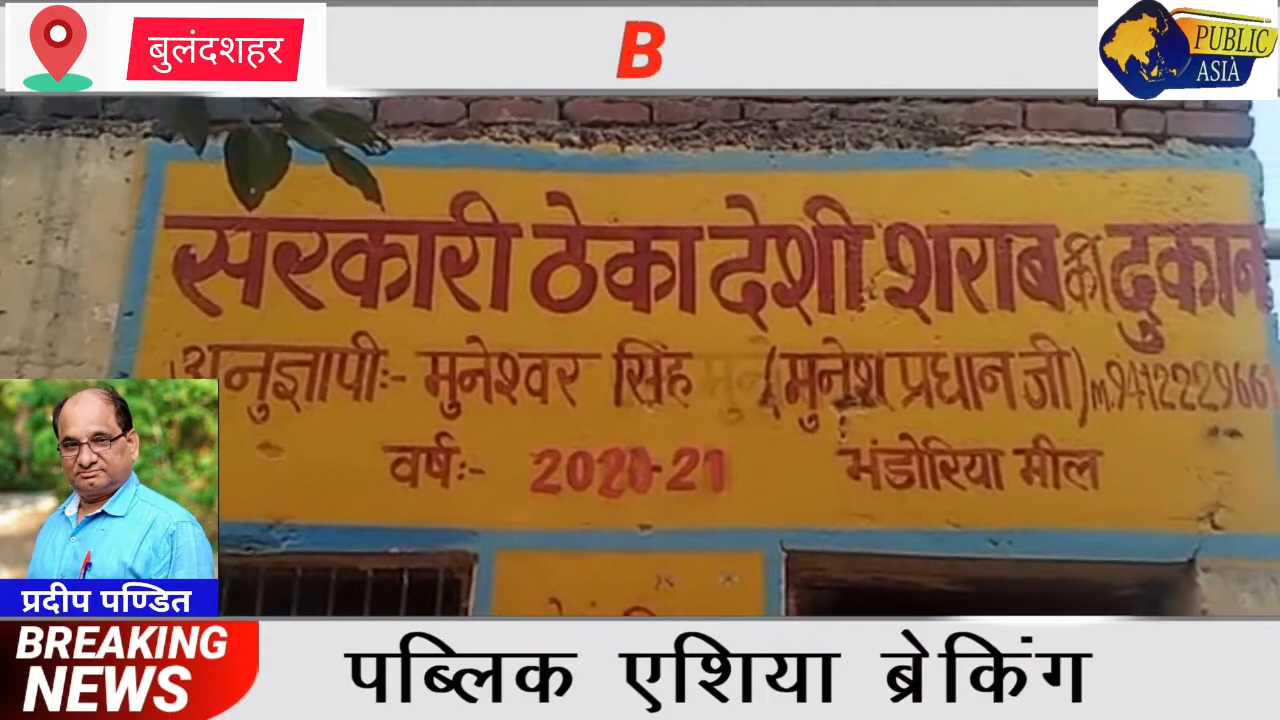 बुलंदशहर
B
PUBLIC
ASIA
सरकारी ठेका देशी शराब की दुकान
अनुज्ञापीः- मुनेश्वर सिंह (मुनेश प्रधान जी) m.9412229661
वर्षः- 2020-21 भंडोरिया मील
प्रदीप पण्डित
BREAKING
NEWS
पब्लिक एशिया ब्रेकिंग